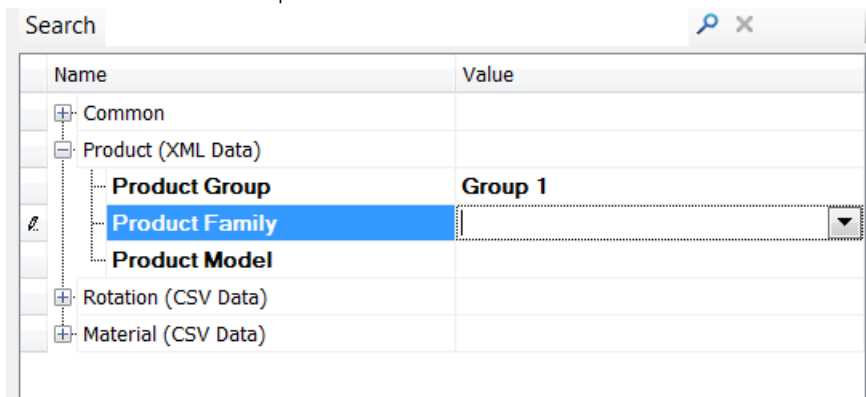 Search
Name Value
Common
Product (XML Data)
Product Group Group 1
Product Family
Product Model
Rotation (CSV Data)
Material (CSV Data)